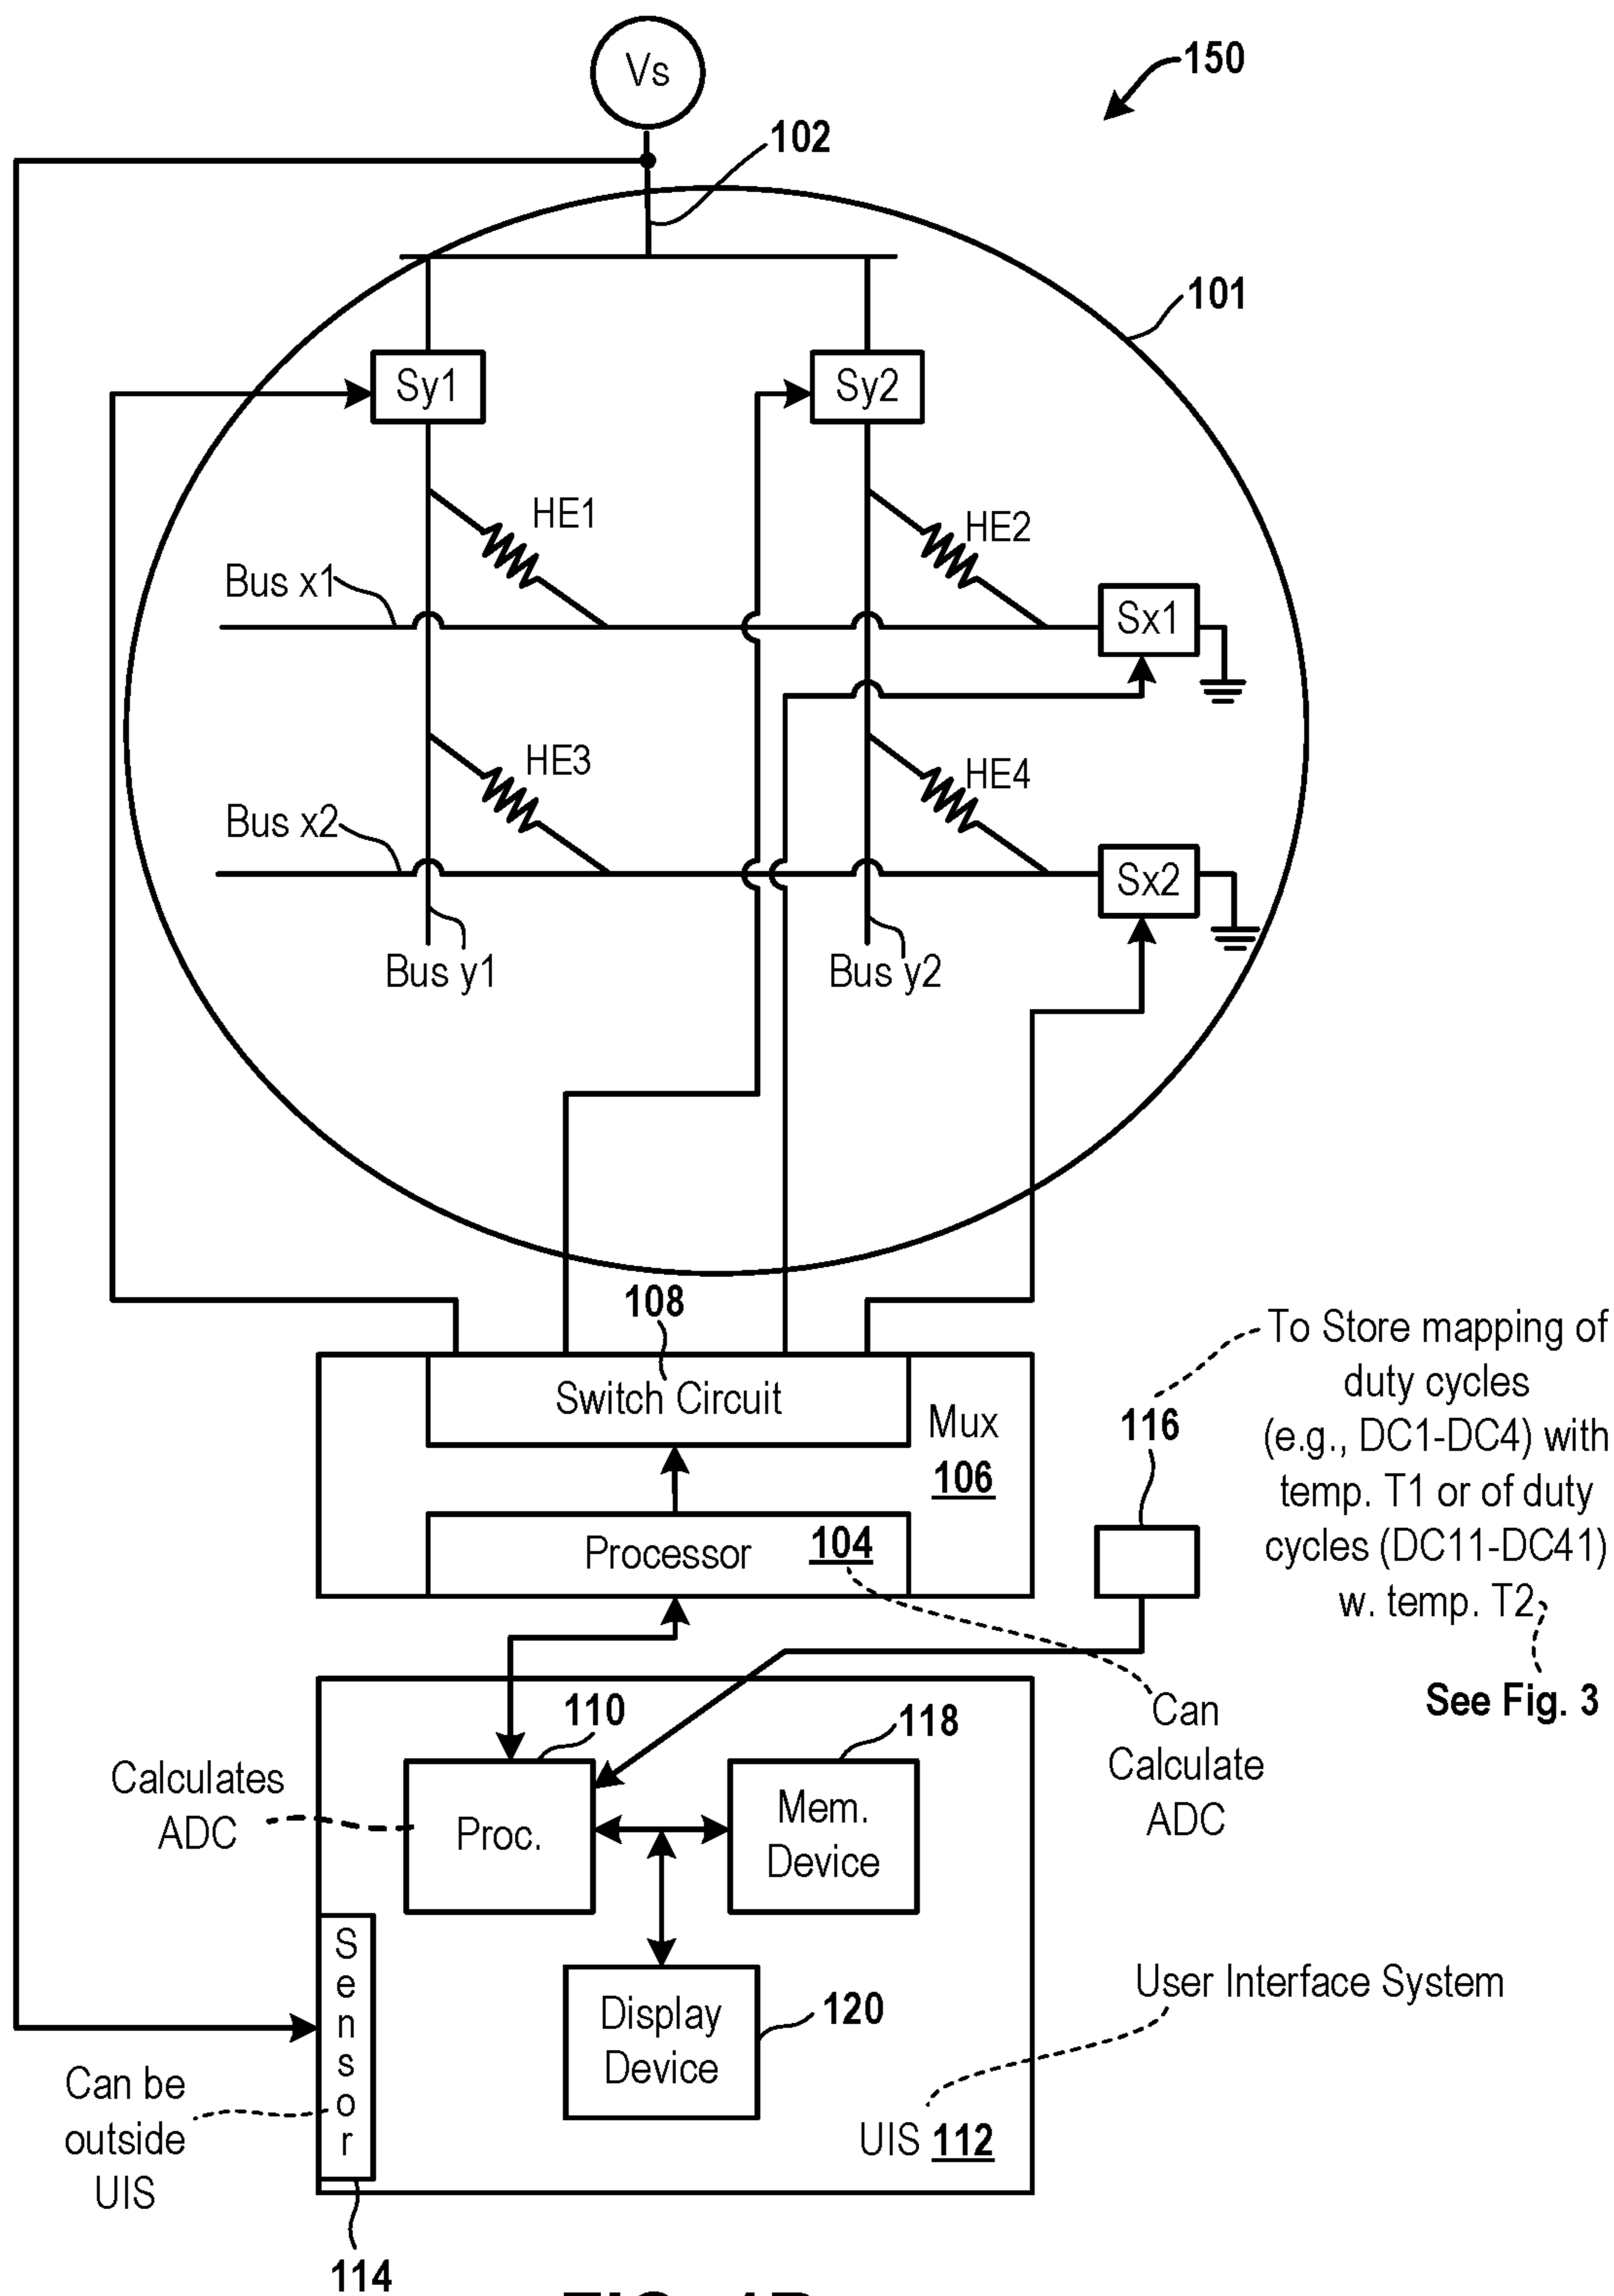 Vs
150
102
101
Sy1
Sy2
HE1
HE2
Bus x1
Sx1
HE3
HE4
Bus x2
Sx2
Bus y1
Bus y2
108
Switch Circuit
Mux
106
Processor 104
116
To Store mapping of
duty cycles
(e.g., DC1-DC4) with
temp. T1 or of duty
cycles (DC11-DC41)
w. temp. T2
See Fig. 3
110
118
Can
Calculate
ADC
Calculates
ADC
Proc.
Mem.
Device
Sensor
Display
Device
120
User Interface System
Can be
outside
UIS
UIS 112
114